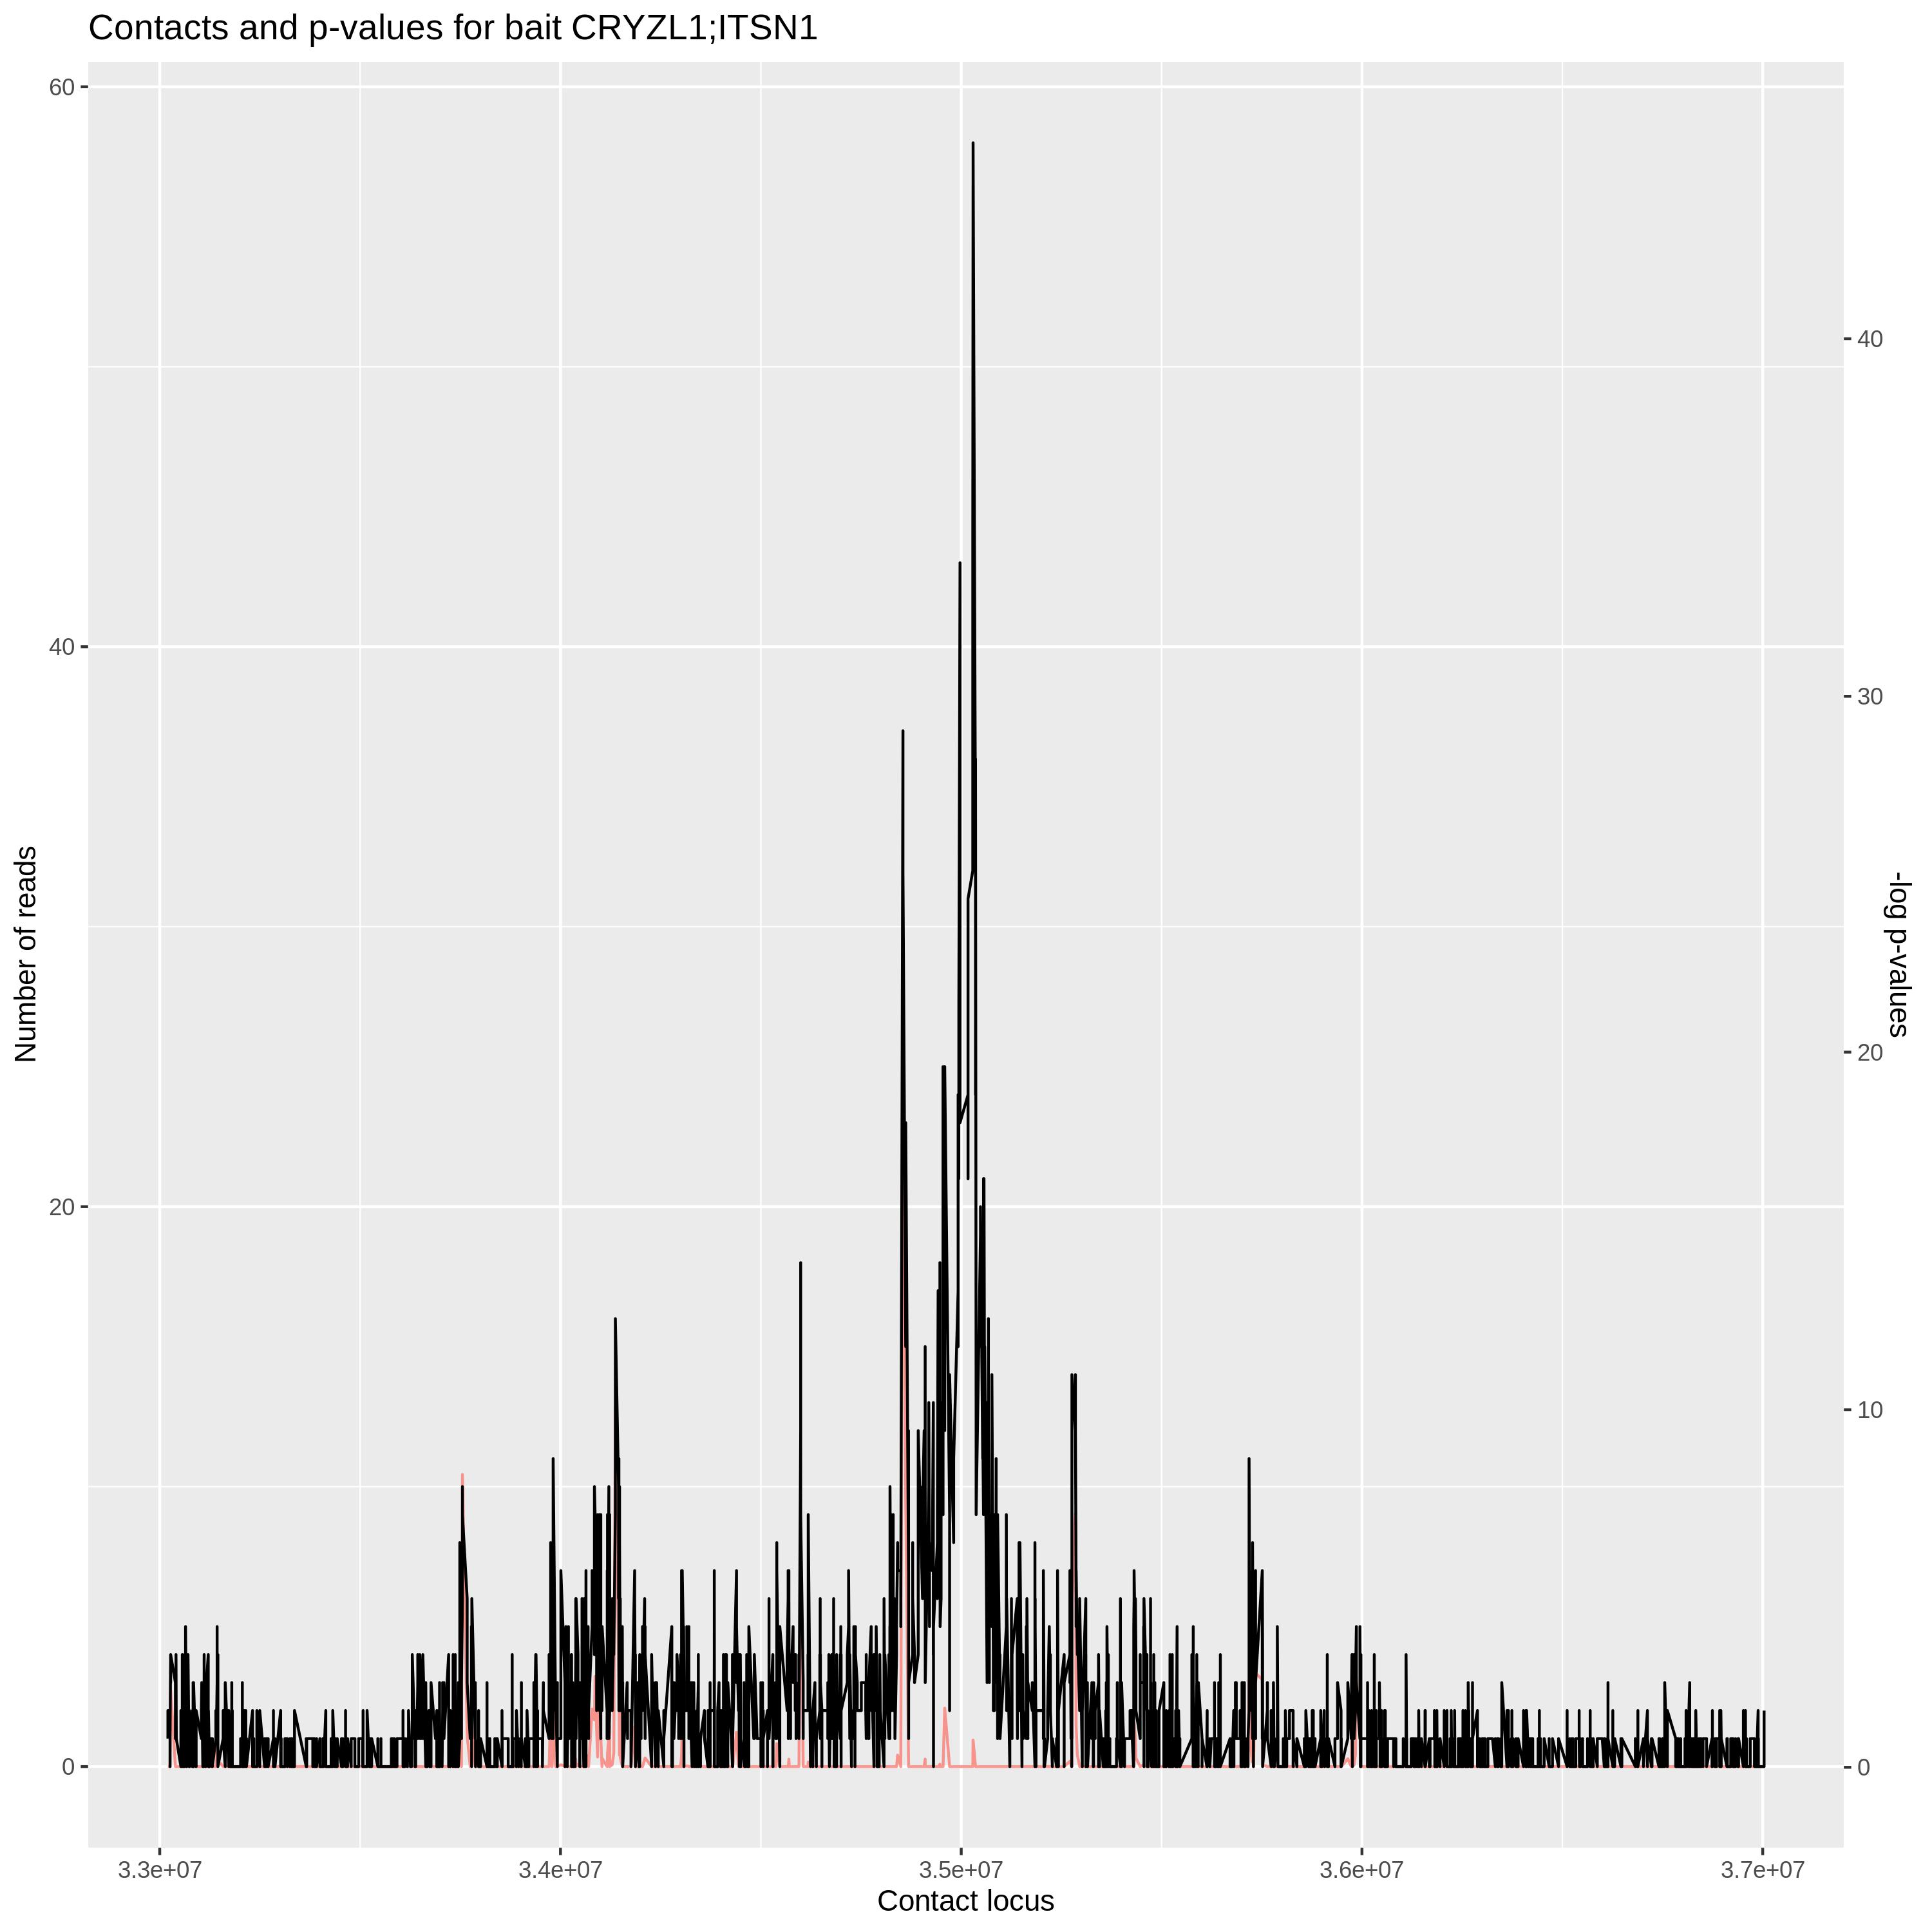 Contacts and p-values for bait CRYZL1;ITSN1
60
40
20
0
Number of reads
40
30
20
10
0
-log p-values
3.3e+07 3.4e+07 3.5e+07 3.6e+07 3.7e+07
Contact locus